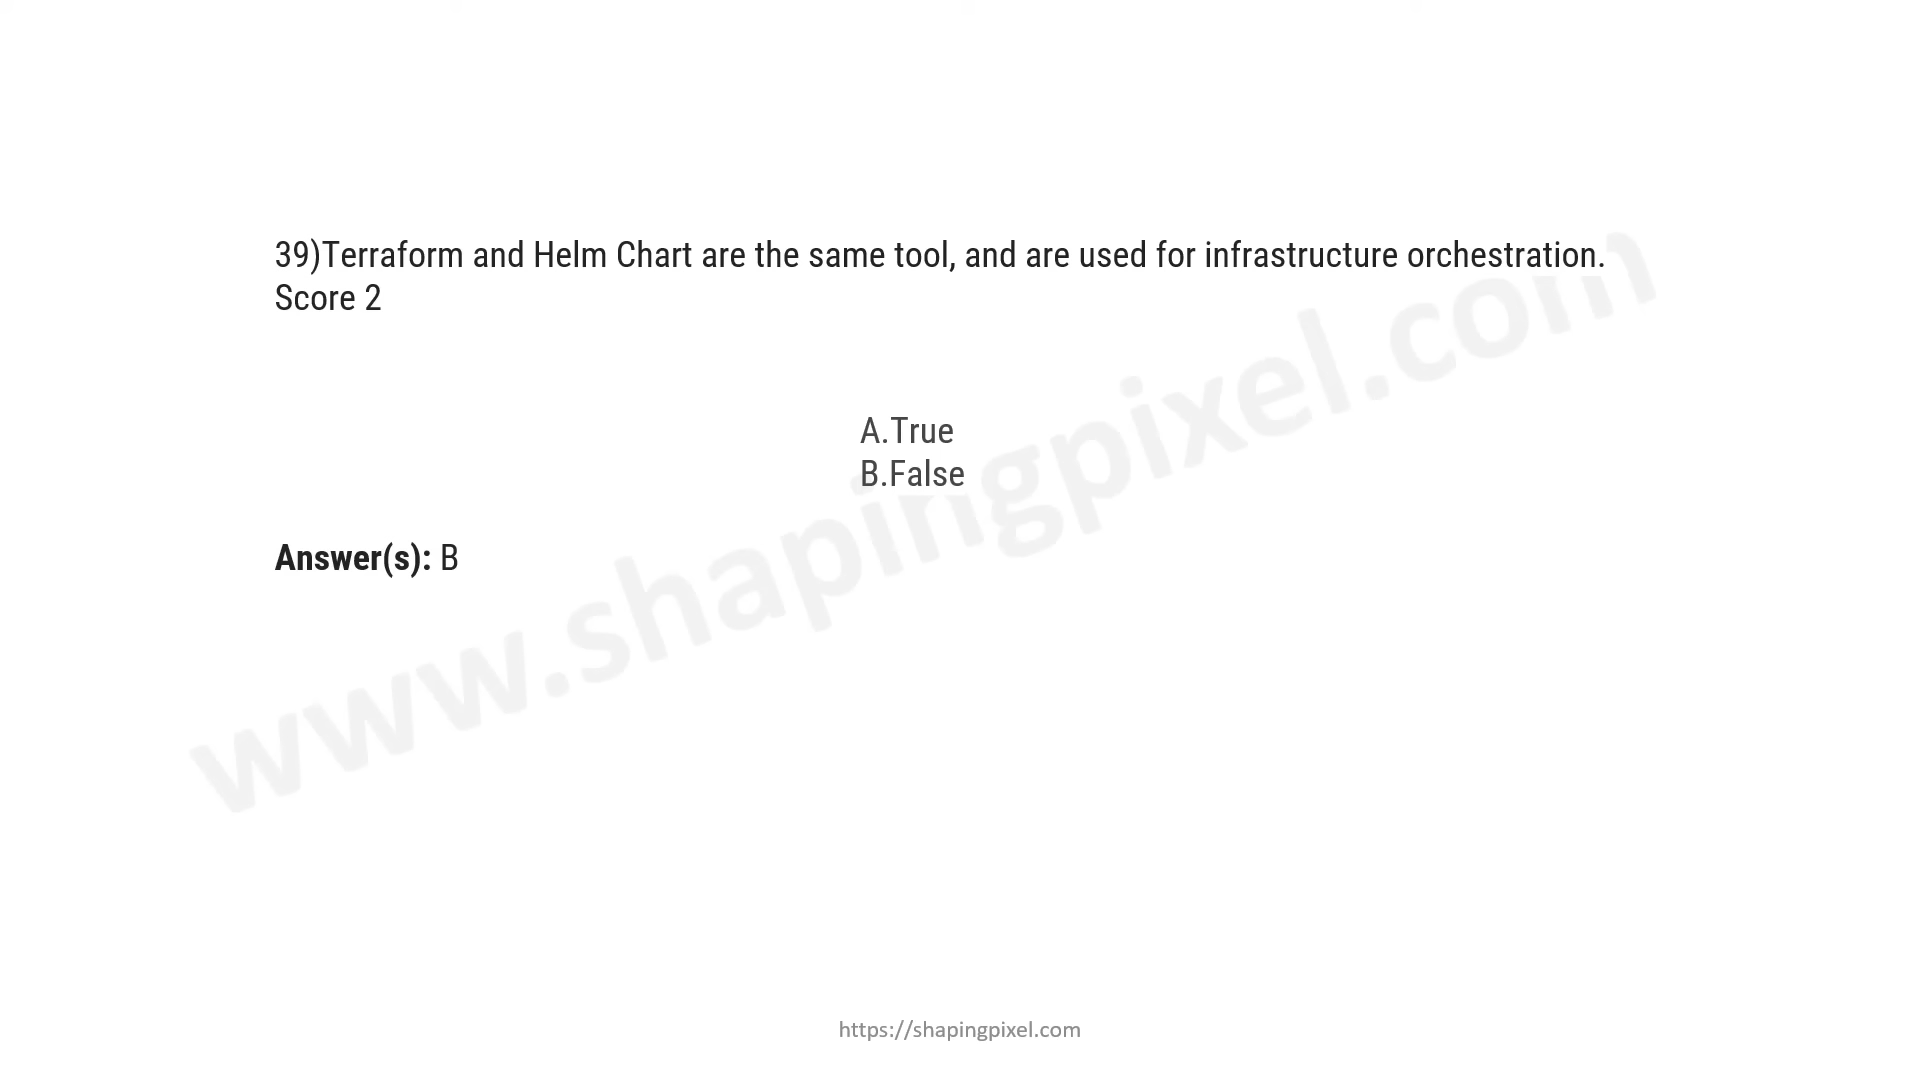 39)Terraform and Helm Chart are the same tool, and are used for infrastructure orchestration.
Score 2
A.True
B.False
Answer(s): B
www.shapingpixel.com
https://shapingpixel.com